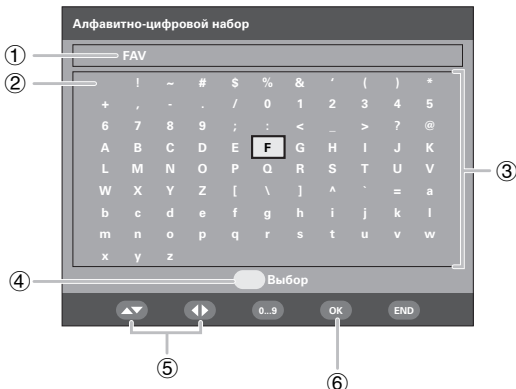 Алфавитно-цифровой набор
① FAV
② ! ~ # $ % & ‘ ( ) *
+ , - . / 0 1 2 3 4 5
6 7 8 9 ; : < _ > ? @
A B C D E F G H I J K
③
L M N O P Q R S T U V
W X Y Z [ \ ] ^ ` = a
b c d e f g h i j k l
m n o p q r s t u v w
x y z
④ Выбор
0...9 OK END
⑤ ⑥